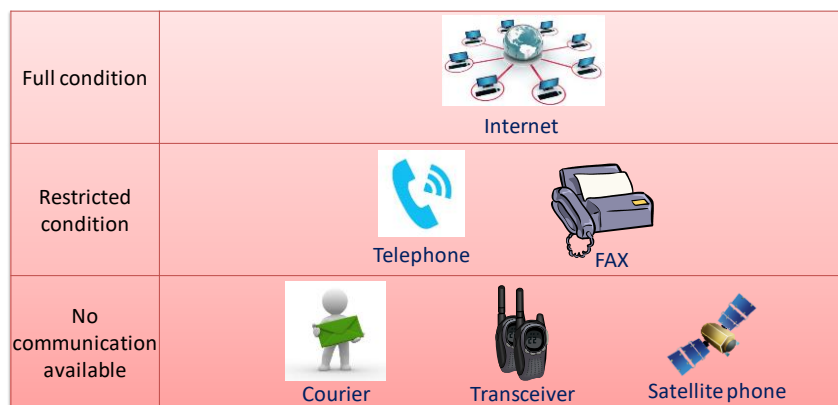 Full condition
Internet
Restricted
condition
Telephone
FAX
No
communication
available
Courier
Transceiver
Satellite phone